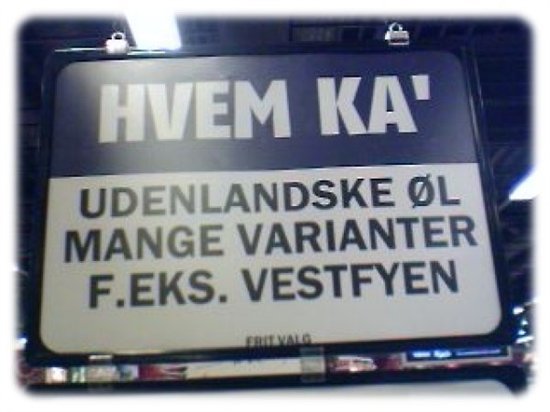 HVEM KA'
UDENLANDSKE ØL
MANGE VARIANTER
F.EKS. VESTFYEN
FRIT VALG